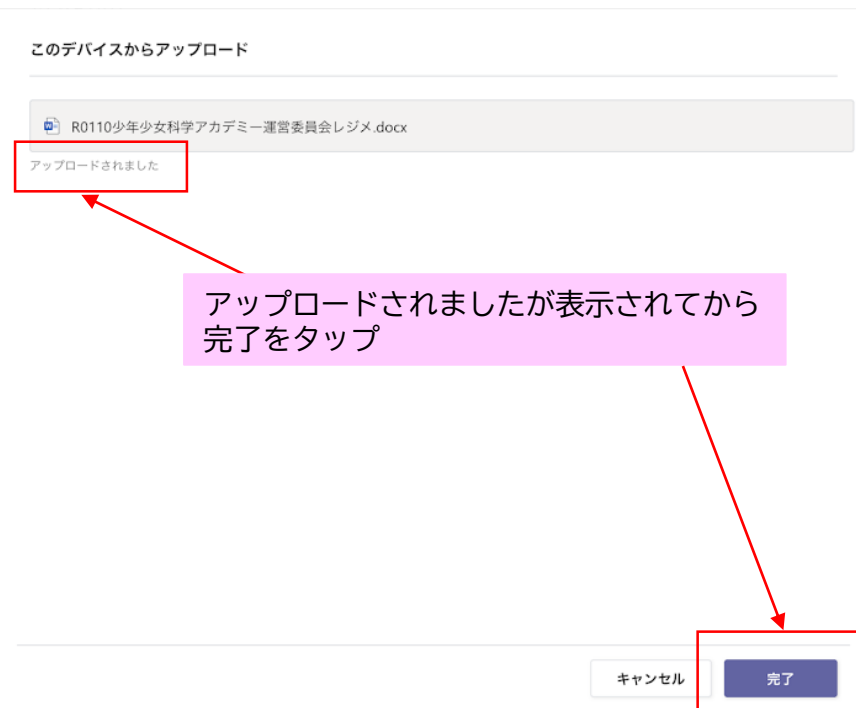 このデバイスからアップロード
R0110少年少女科学アカデミー運営委員会レジメ.docx
アップロードされました
アップロードされましたが表示されてから
完了をタップ
キャンセル
完了